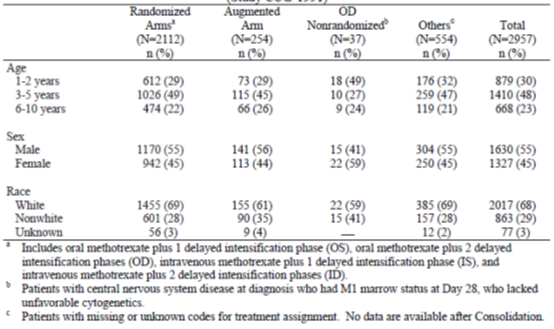 (Study CCG-1991)
Randomized Augmented OD
Armsᵃ Arm Nonrandomizedᵇ Othersᶜ Total
(N=2112) (N=254) (N=37) (N=554) (N=2957)
n (%) n (%) n (%) n (%) n (%)
Age
1-2 years 612 (29) 73 (29) 18 (49) 176 (32) 879 (30)
3-5 years 1026 (49) 115 (45) 10 (27) 259 (47) 1410 (48)
6-10 years 474 (22) 66 (26) 9 (24) 119 (21) 668 (23)
Sex
Male 1170 (55) 141 (56) 15 (41) 304 (55) 1630 (55)
Female 942 (45) 113 (44) 22 (59) 250 (45) 1327 (45)
Race
White 1455 (69) 155 (61) 22 (59) 385 (69) 2017 (68)
Nonwhite 601 (28) 90 (35) 15 (41) 157 (28) 863 (29)
Unknown 56 (3) 9 (4) — 12 (2) 77 (3)
ᵃ Includes oral methotrexate plus 1 delayed intensification phase (OS), oral methotrexate plus 2 delayed
intensification phases (OD), intravenous methotrexate plus 1 delayed intensification phase (IS), and
intravenous methotrexate plus 2 delayed intensification phases (ID).
ᵇ Patients with central nervous system disease at diagnosis who had M1 marrow status at Day 28, who lacked
unfavorable cytogenetics.
ᶜ Patients with missing or unknown codes for treatment assignment. No data are available after Consolidation.